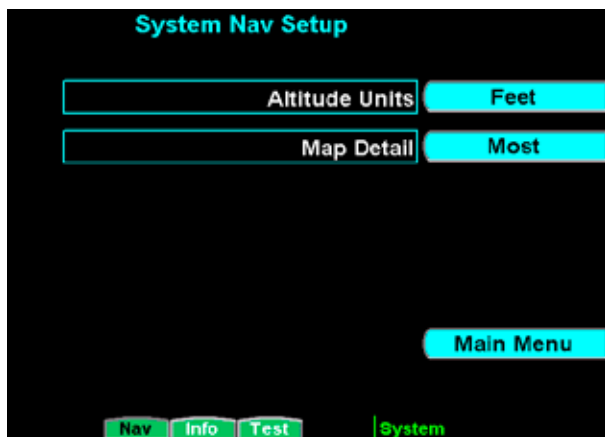 System Nav Setup
Altitude Units Feet
Map Detail Most
Main Menu
Nav Info Test System